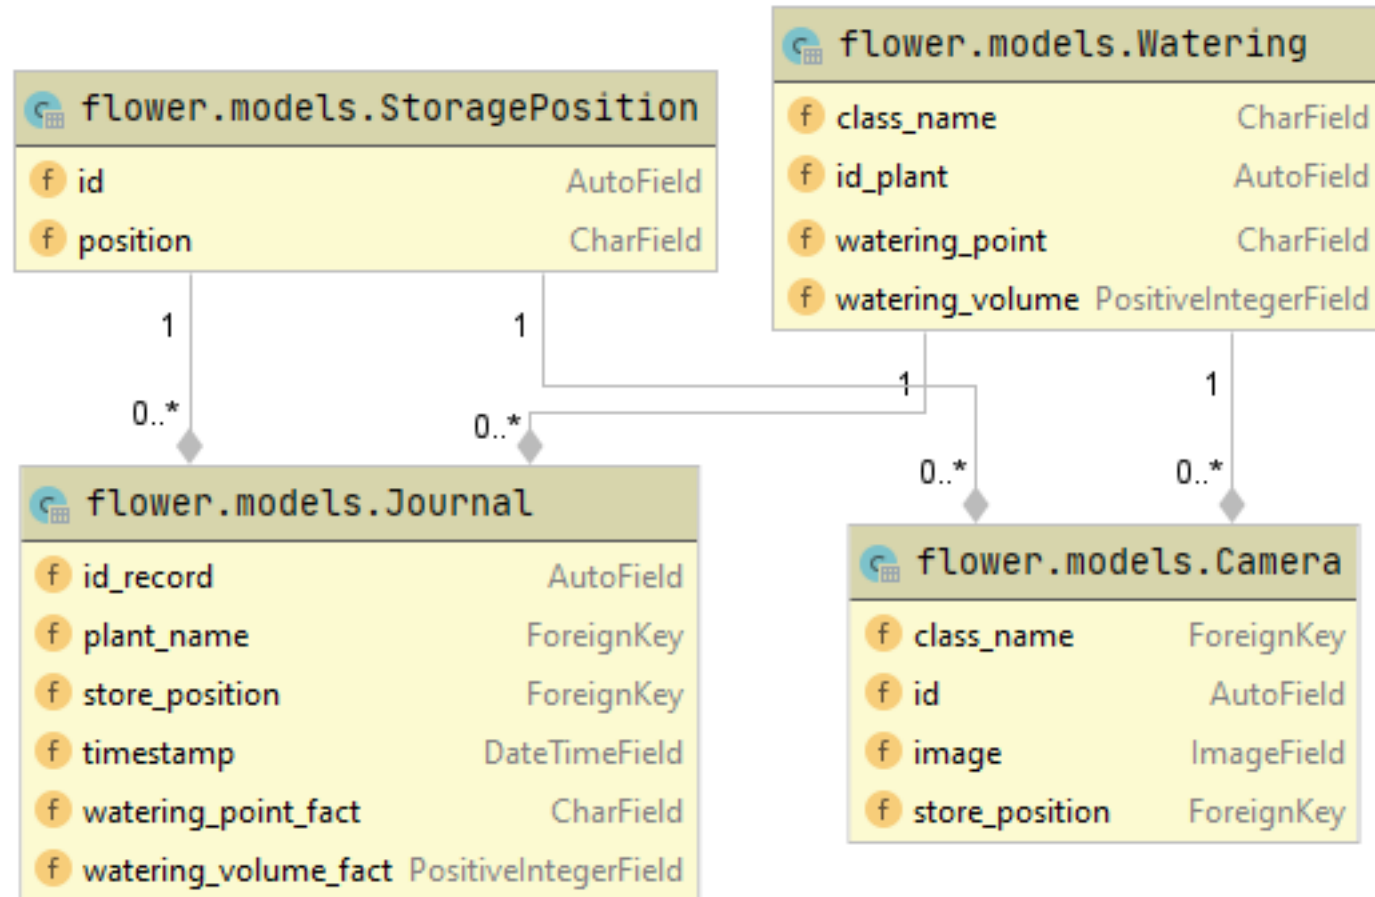 flower.models.StoragePosition
id AutoField
position CharField
flower.models.Watering
class_name CharField
id_plant AutoField
watering_point CharField
watering_volume PositiveIntegerField
1
0..*
1
0..*
1
0..*
1
0..*
flower.models.Journal
id_record AutoField
plant_name ForeignKey
store_position ForeignKey
timestamp DateTimeField
watering_point_fact CharField
watering_volume_fact PositiveIntegerField
flower.models.Camera
class_name ForeignKey
id AutoField
image ImageField
store_position ForeignKey